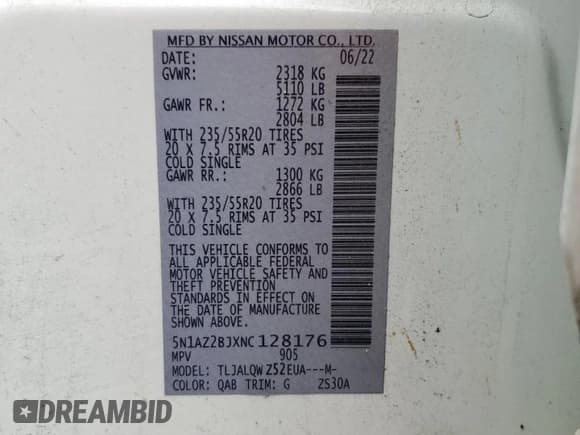 MFD BY NISSAN MOTOR CO., LTD.
DATE: 06/22
GVWR: 2318 KG
5110 LB
GAWR FR.: 1272 KG
2804 LB
WITH 235/55R20 TIRES
20 X 7.5 RIMS AT 35 PSI
COLD SINGLE
GAWR RR.: 1300 KG
2866 LB
WITH 235/55R20 TIRES
20 X 7.5 RIMS AT 35 PSI
COLD SINGLE
THIS VEHICLE CONFORMS TO
ALL APPLICABLE FEDERAL
MOTOR VEHICLE SAFETY AND
THEFT PREVENTION
STANDARDS IN EFFECT ON
THE DATE OF MANUFACTURE
SHOWN ABOVE.
5N1AZ2BJXNC128176
MPV 905
MODEL: TLJALQWZ52EUA---M-
COLOR: QAB TRIM: G ZS30A
DREAMBID